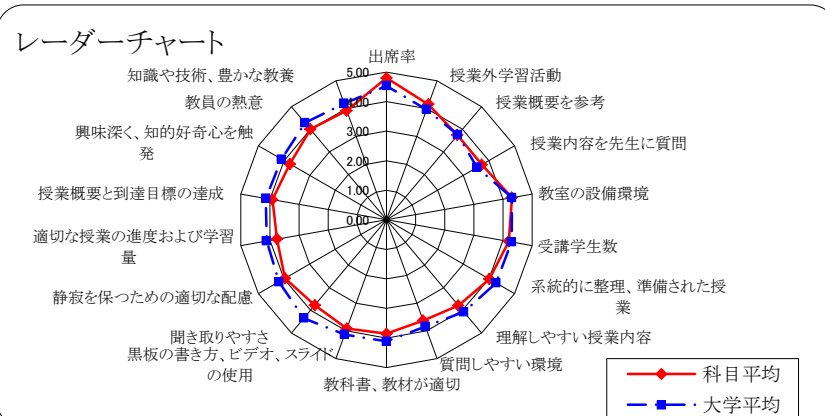 レーダーチャート
出席率
授業外学習活動
授業概要を参考
授業内容を先生に質問
教室の設備環境
受講学生数
系統的に整理、準備された授
業
理解しやすい授業内容
質問しやすい環境
教科書、教材が適切
黒板の書き方、ビデオ、スライド
の使用
聞き取りやすさ
静寂を保つための適切な配慮
適切な授業の進度および学習
量
授業概要と到達目標の達成
興味深く、知的好奇心を触
発
教員の熱意
知識や技術、豊かな教養
5.00
4.00
3.00
2.00
1.00
0.00
科目平均
大学平均